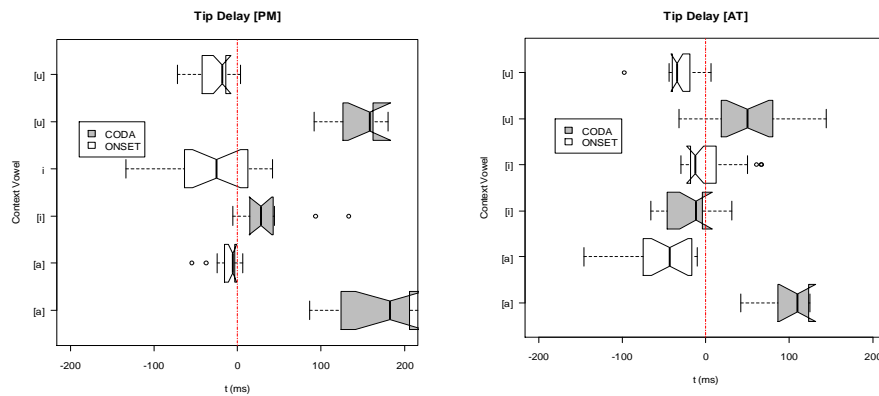 Tip Delay [PM]
Context Vowel
[u]
[u]
i
[i]
[a]
[a]
CODA
ONSET
-200 -100 0 100 200
t (ms)
Tip Delay [AT]
Context Vowel
[u]
[u]
[i]
[i]
[a]
[a]
CODA
ONSET
-200 -100 0 100 200
t (ms)